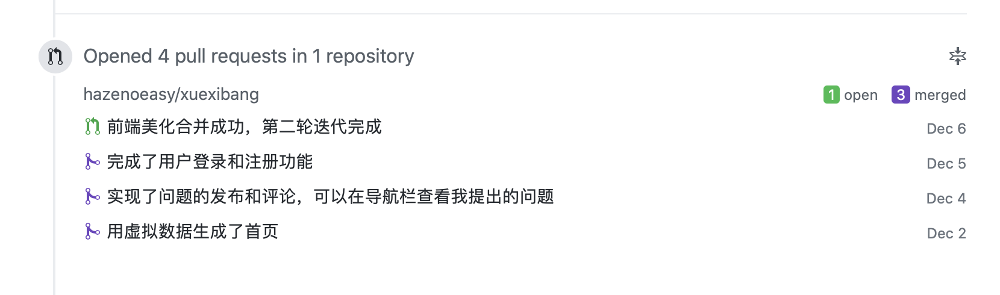 Opened 4 pull requests in 1 repository
hazenoeasy/xuexibang 1 open 3 merged
前端美化合并成功，第二轮迭代完成 Dec 6
完成了用户登录和注册功能 Dec 5
实现了问题的发布和评论，可以在导航栏查看我提出的问题 Dec 4
用虚拟数据生成了首页 Dec 2